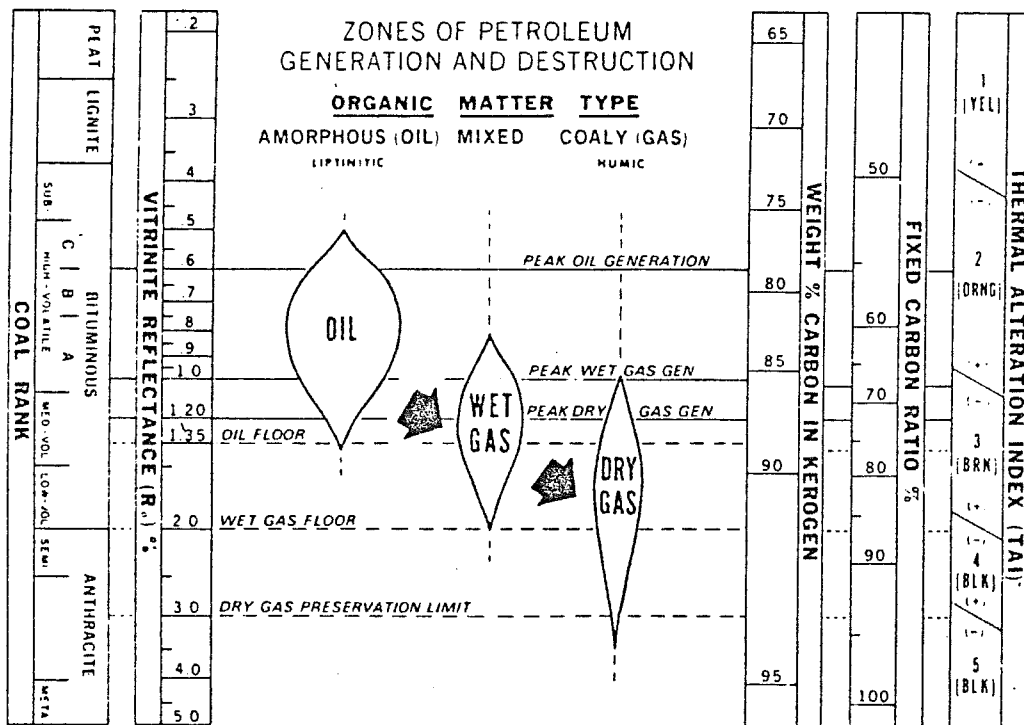 ZONES OF PETROLEUM
GENERATION AND DESTRUCTION
ORGANIC MATTER TYPE
AMORPHOUS (OIL) MIXED COALY (GAS)
LIPTINITIC HUMIC
COAL RANK
PEAT
LIGNITE
SUB.
BITUMINOUS
HIGH-VOLATILE
C
B
A
MED-VOL
LOW-VOL
SEMI
ANTHRACITE
META
VITRINITE REFLECTANCE (Ro) %
.2
.3
.4
.5
.6
.7
.8
.9
1.0
1.20
1.35
2.0
3.0
4.0
5.0
PEAK OIL GENERATION
OIL
PEAK WET GAS GEN
WET
GAS
PEAK DRY GAS GEN
OIL FLOOR
DRY
GAS
WET GAS FLOOR
DRY GAS PRESERVATION LIMIT
WEIGHT % CARBON IN KEROGEN
65
70
75
80
85
90
95
FIXED CARBON RATIO %
50
60
70
80
90
100
THERMAL ALTERATION INDEX (TAI)
1
(YEL)
(+)
(-)
2
(ORNG)
(+)
(-)
3
(BRN)
(+)
(-)
4
(BLK)
(+)
(-)
5
(BLK)